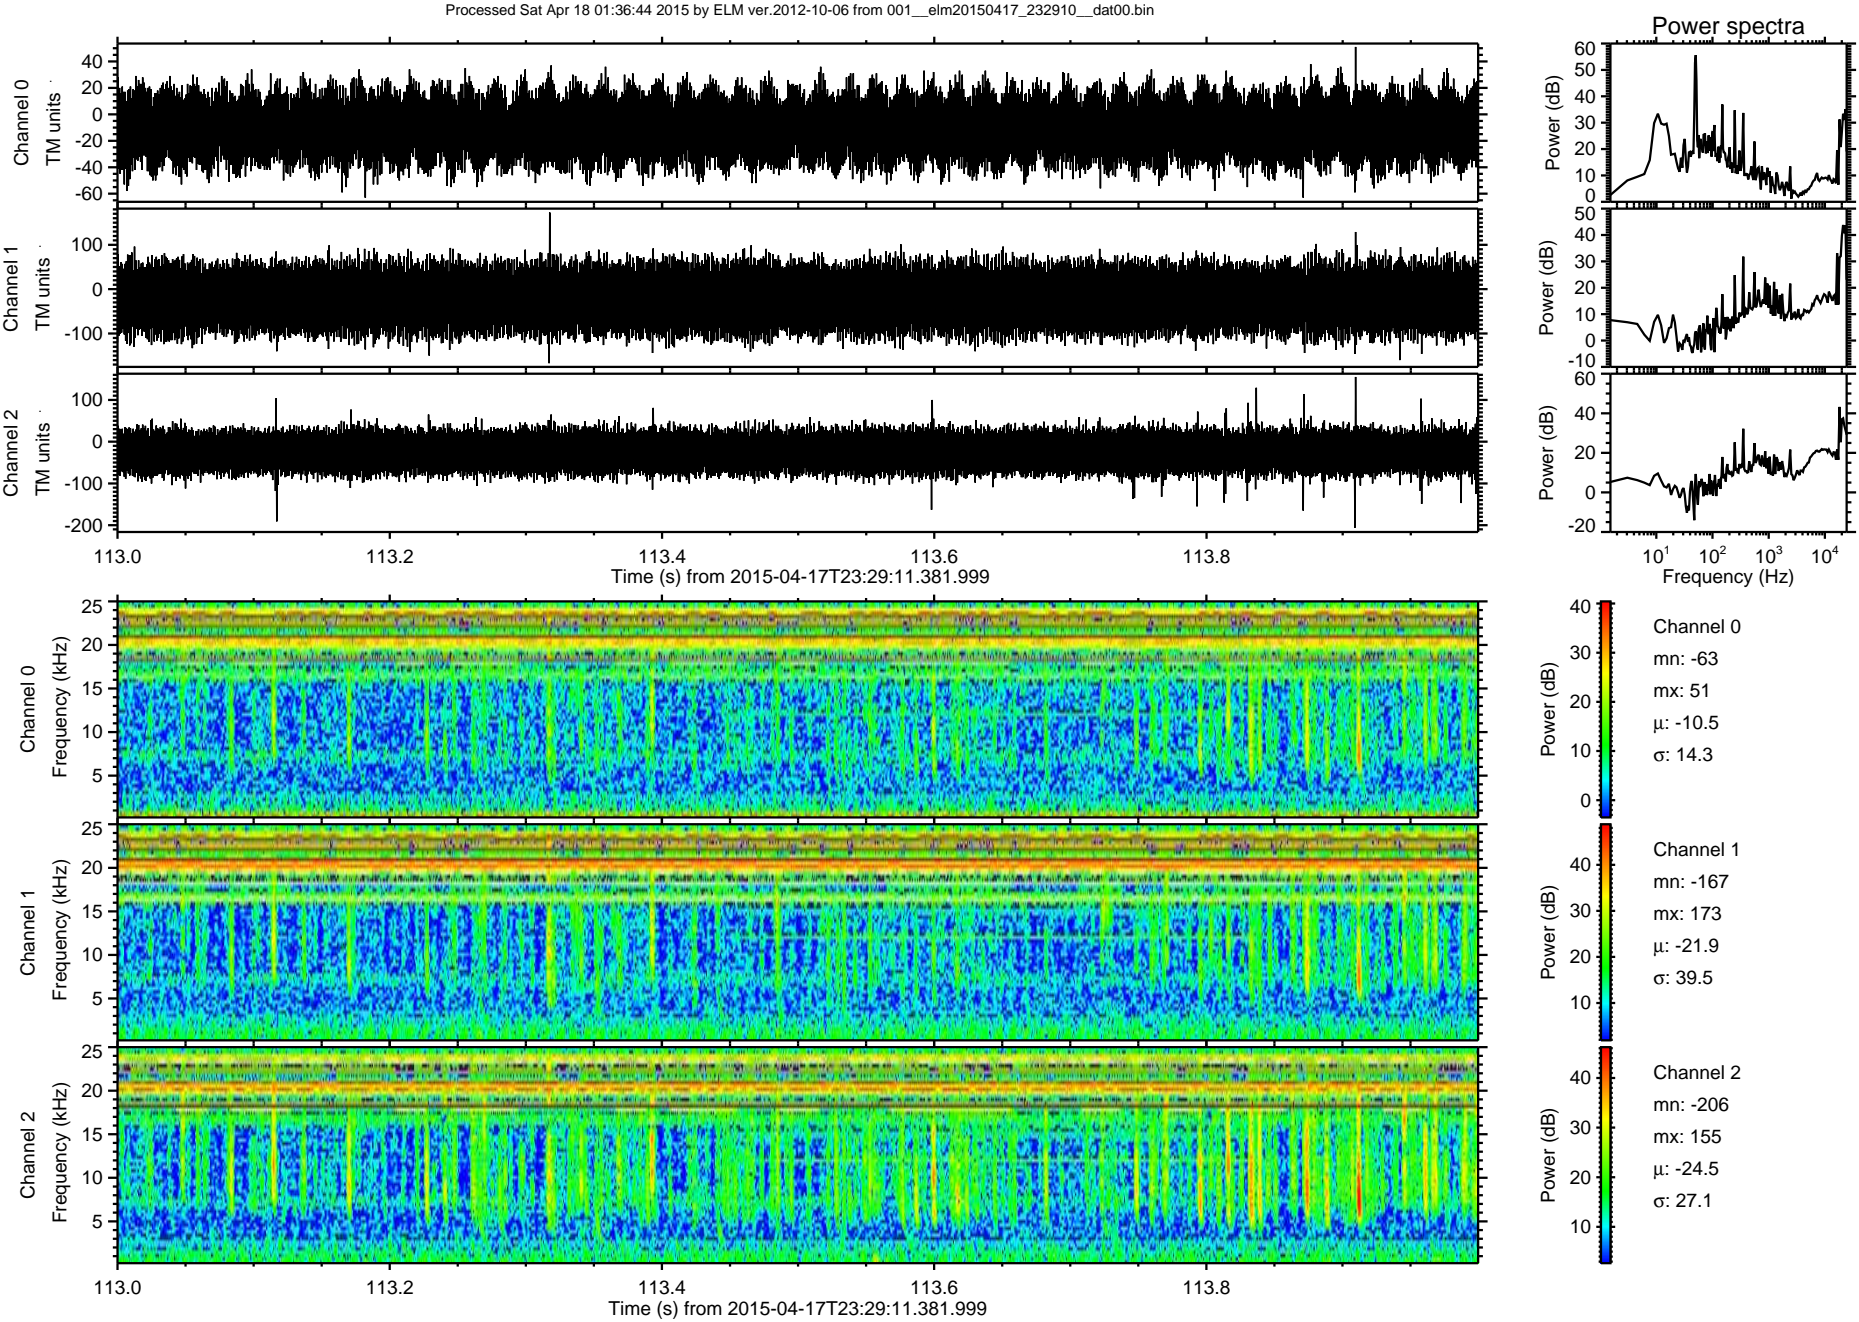 Processed Sat Apr 18 01:36:44 2015 by ELM ver.2012-10-06 from 001__elm20150417_232910__dat00.bin
Power spectra
Channel 0
TM units
40
20
0
-20
-40
-60
Power (dB)
60
50
40
30
20
10
0
Channel 1
TM units
100
0
-100
Power (dB)
50
40
30
20
10
0
-10
Channel 2
TM units
100
0
-100
-200
Power (dB)
60
40
20
0
-20
113.0 113.2 113.4 113.6 113.8
Time (s) from 2015-04-17T23:29:11.381.999
10¹ 10² 10³ 10⁴
Frequency (Hz)
Channel 0
Frequency (kHz)
25
20
15
10
5
Power (dB)
40
30
20
10
0
Channel 0
mn: -63
mx: 51
μ: -10.5
σ: 14.3
Channel 1
Frequency (kHz)
25
20
15
10
5
Power (dB)
40
30
20
10
Channel 1
mn: -167
mx: 173
μ: -21.9
σ: 39.5
Channel 2
Frequency (kHz)
25
20
15
10
5
Power (dB)
40
30
20
10
Channel 2
mn: -206
mx: 155
μ: -24.5
σ: 27.1
113.0 113.2 113.4 113.6 113.8
Time (s) from 2015-04-17T23:29:11.381.999